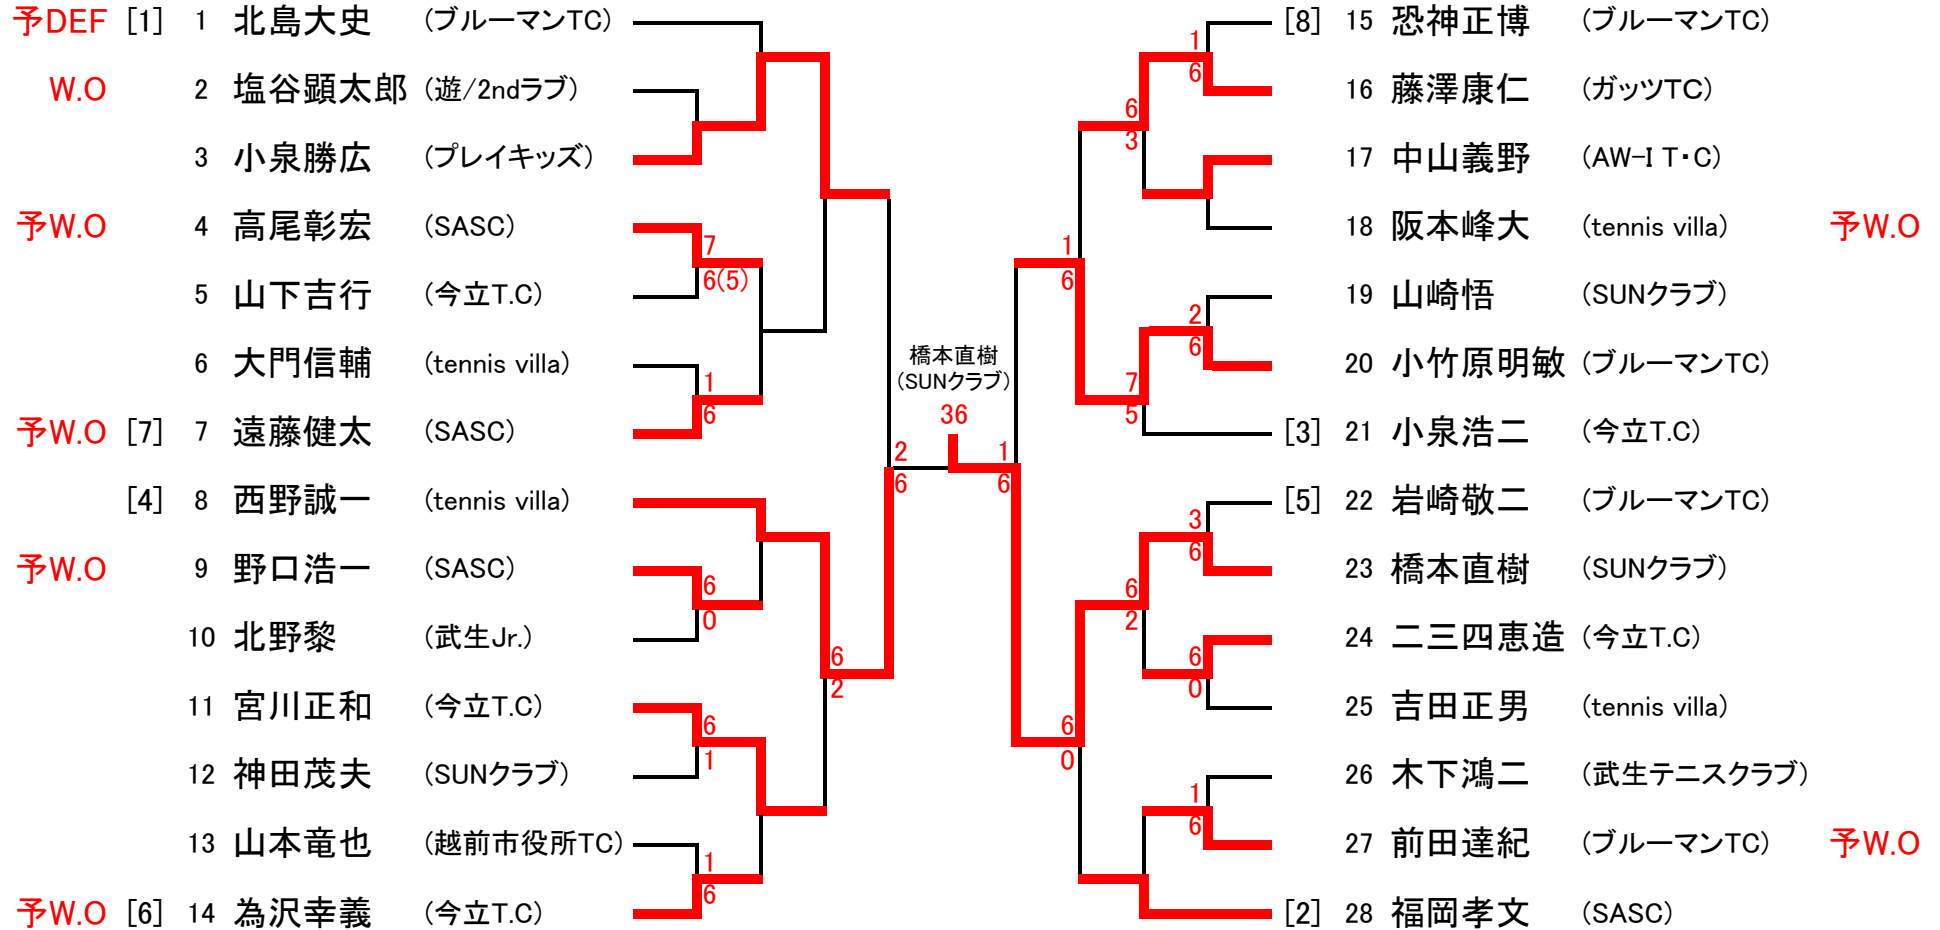 予DEF [1] 1 北島大史 (ブルーマンTC)
W.O 2 塩谷顕太郎 (遊/2ndラブ)
3 小泉勝広 (プレイキッズ)
予W.O 4 高尾彰宏 (SASC)
7
6(5)
5 山下吉行 (今立T.C)
6 大門信輔 (tennis villa)
1
6
予W.O [7] 7 遠藤健太 (SASC)
[4] 8 西野誠一 (tennis villa)
予W.O 9 野口浩一 (SASC)
6
0
10 北野黎 (武生Jr.)
6
2
11 宮川正和 (今立T.C)
6
1
12 神田茂夫 (SUNクラブ)
13 山本竜也 (越前市役所TC)
1
6
予W.O [6] 14 為沢幸義 (今立T.C)
2
6
橋本直樹
(SUNクラブ)
36
1
6
[8] 15 恐神正博 (ブルーマンTC)
1
6
16 藤澤康仁 (ガッツTC)
6
3
17 中山義野 (AW-I T・C)
18 阪本峰大 (tennis villa) 予W.O
1
6
19 山崎悟 (SUNクラブ)
2
6
20 小竹原明敏 (ブルーマンTC)
7
5
[3] 21 小泉浩二 (今立T.C)
[5] 22 岩崎敬二 (ブルーマンTC)
3
6
23 橋本直樹 (SUNクラブ)
6
2
24 二三四恵造 (今立T.C)
6
0
25 吉田正男 (tennis villa)
6
0
26 木下鴻二 (武生テニスクラブ)
1
6
27 前田達紀 (ブルーマンTC) 予W.O
[2] 28 福岡孝文 (SASC)